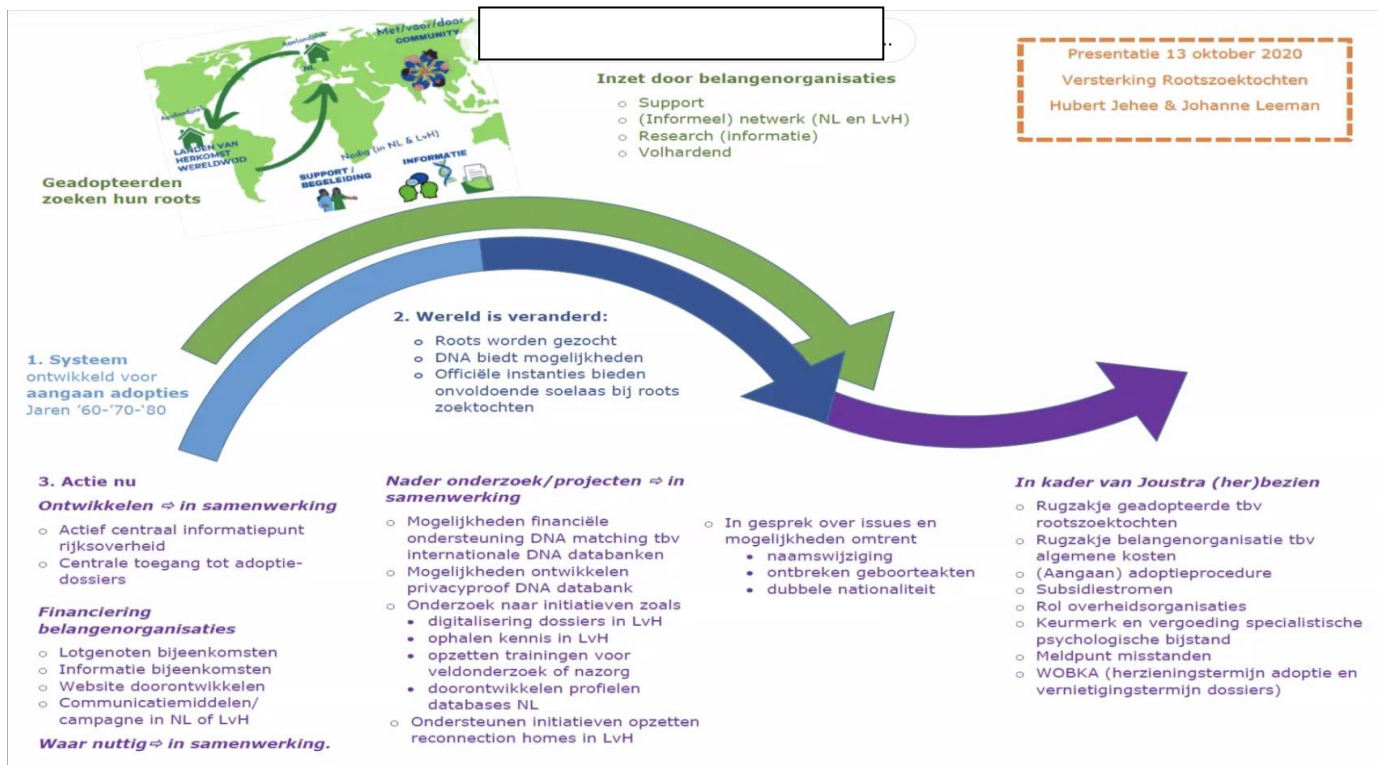 Met/voor/door
COMMUNITY
NL
LANDEN VAN
HERKOMST
WERELDWIJD
Nodig (in NL & LvH)
SUPPORT /
BEGELEIDING
INFORMATIE
Geadopteerden
zoeken hun roots
Inzet door belangenorganisaties
○ Support
○ (Informeel) netwerk (NL en LvH)
○ Research (informatie)
○ Volhardend
Presentatie 13 oktober 2020
Versterking Rootszoektochten
Hubert Jehee & Johanne Leeman
1. Systeem
ontwikkeld voor
aangaan adopties
Jaren '60-'70-'80
2. Wereld is veranderd:
○ Roots worden gezocht
○ DNA biedt mogelijkheden
○ Officiële instanties bieden
onvoldoende soelaas bij roots
zoektochten
3. Actie nu
Ontwikkelen ⇨ in samenwerking
○ Actief centraal informatiepunt
rijksoverheid
○ Centrale toegang tot adoptie-
dossiers
Financiering
belangenorganisaties
○ Lotgenoten bijeenkomsten
○ Informatie bijeenkomsten
○ Website doorontwikkelen
○ Communicatiemiddelen/
campagne in NL of LvH
Waar nuttig⇨ in samenwerking.
Nader onderzoek/projecten ⇨ in
samenwerking
○ Mogelijkheden financiële
ondersteuning DNA matching tbv
internationale DNA databanken
○ Mogelijkheden ontwikkelen
privacyproof DNA databank
○ Onderzoek naar initiatieven zoals
• digitalisering dossiers in LvH
• ophalen kennis in LvH
• opzetten trainingen voor
veldonderzoek of nazorg
• doorontwikkelen profielen
databases NL
○ Ondersteunen initiatieven opzetten
reconnection homes in LvH
○ In gesprek over issues en
mogelijkheden omtrent
• naamswijziging
• ontbreken geboorteakten
• dubbele nationaliteit
In kader van Joustra (her)bezien
○ Rugzakje geadopteerde tbv
rootszoektochten
○ Rugzakje belangenorganisatie tbv
algemene kosten
○ (Aangaan) adoptieprocedure
○ Subsidiestromen
○ Rol overheidsorganisaties
○ Keurmerk en vergoeding specialistische
psychologische bijstand
○ Meldpunt misstanden
○ WOBKA (herzieningstermijn adoptie en
vernietigingstermijn dossiers)